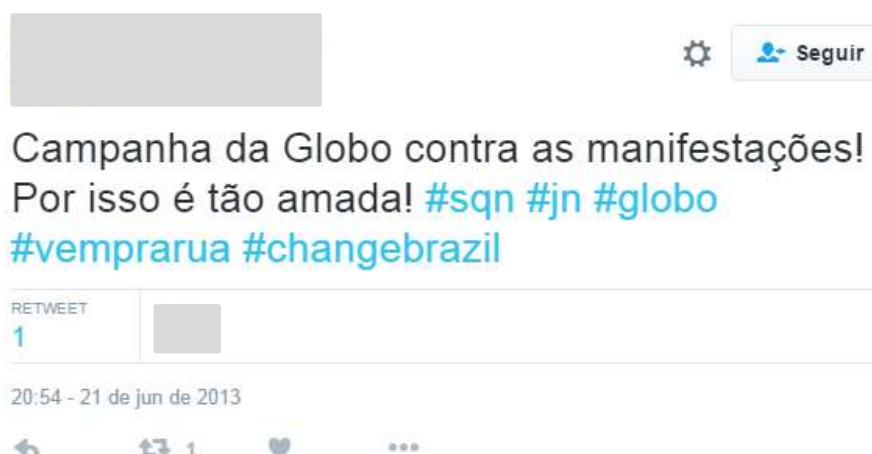 Seguir
Campanha da Globo contra as manifestações!
Por isso é tão amada! #sqn #jn #globo
#vemprarua #changebrazil
RETWEET
1
20:54 - 21 de jun de 2013
1